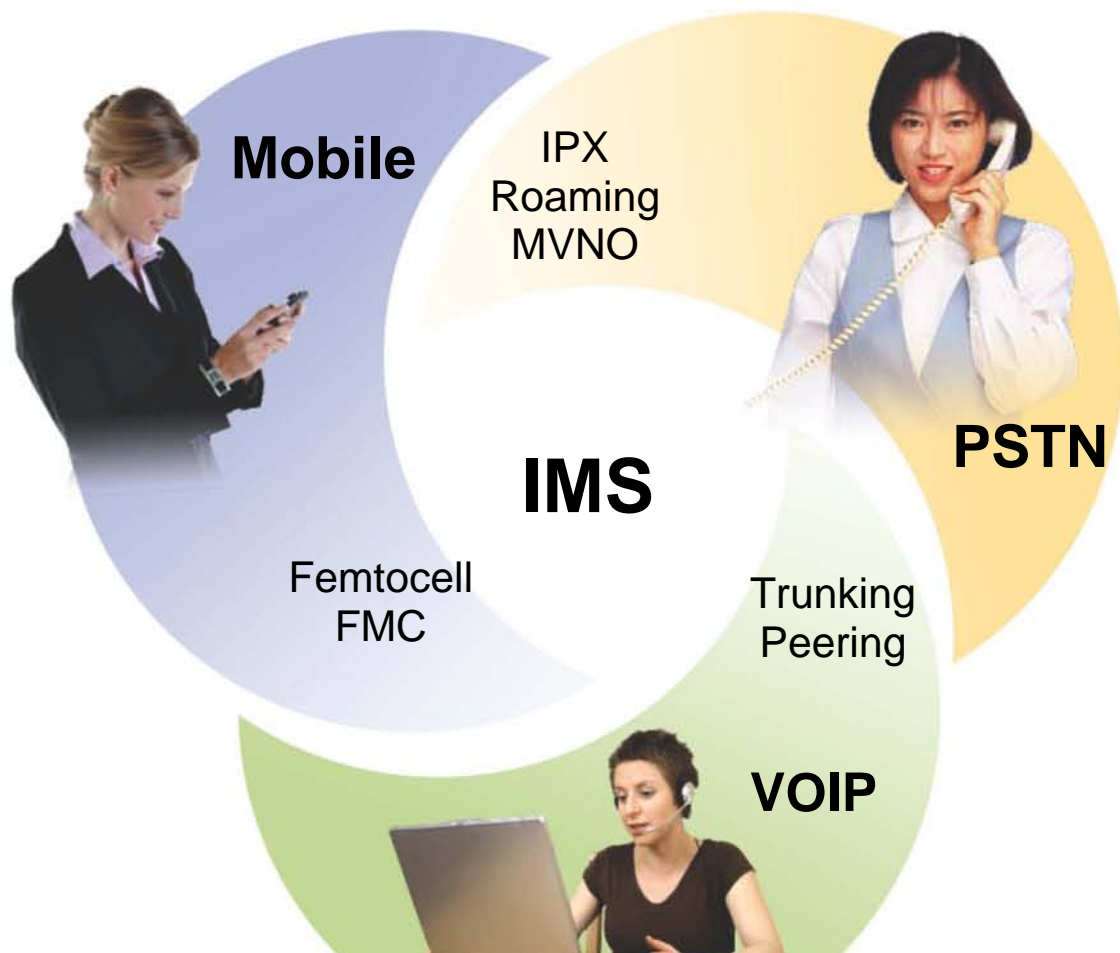 Mobile
IPX
Roaming
MVNO
PSTN
IMS
Femtocell
FMC
Trunking
Peering
VOIP